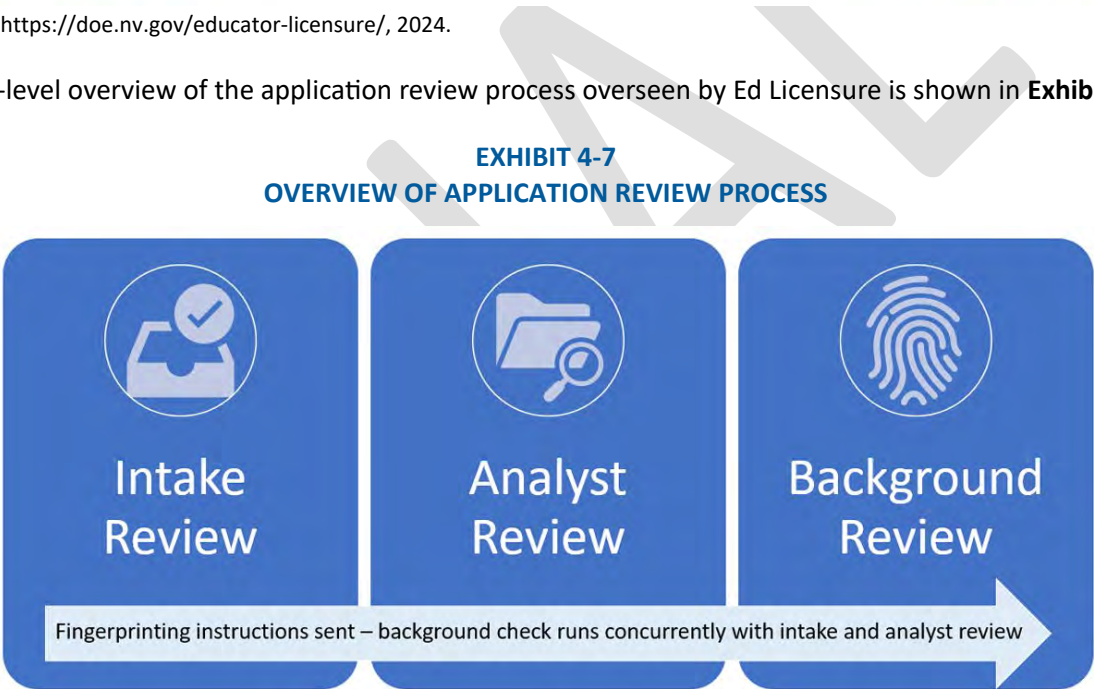 https://doe.nv.gov/educator-licensure/, 2024.
-level overview of the application review process overseen by Ed Licensure is shown in Exhib
EXHIBIT 4-7
OVERVIEW OF APPLICATION REVIEW PROCESS
Intake
Review
Analyst
Review
Background
Review
Fingerprinting instructions sent – background check runs concurrently with intake and analyst review